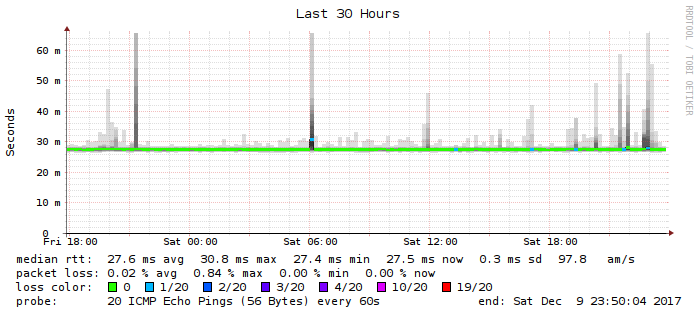 Last 30 Hours
RRDTOOL / TOBI OETIKER
Seconds
60 m
50 m
40 m
30 m
20 m
10 m
0
Fri 18:00 Sat 00:00 Sat 06:00 Sat 12:00 Sat 18:00
median rtt: 27.6 ms avg 30.8 ms max 27.4 ms min 27.5 ms now 0.3 ms sd 97.8 am/s
packet loss: 0.02 % avg 0.84 % max 0.00 % min 0.00 % now
loss color: 0 1/20 2/20 3/20 4/20 10/20 19/20
probe: 20 ICMP Echo Pings (56 Bytes) every 60s end: Sat Dec 9 23:50:04 2017